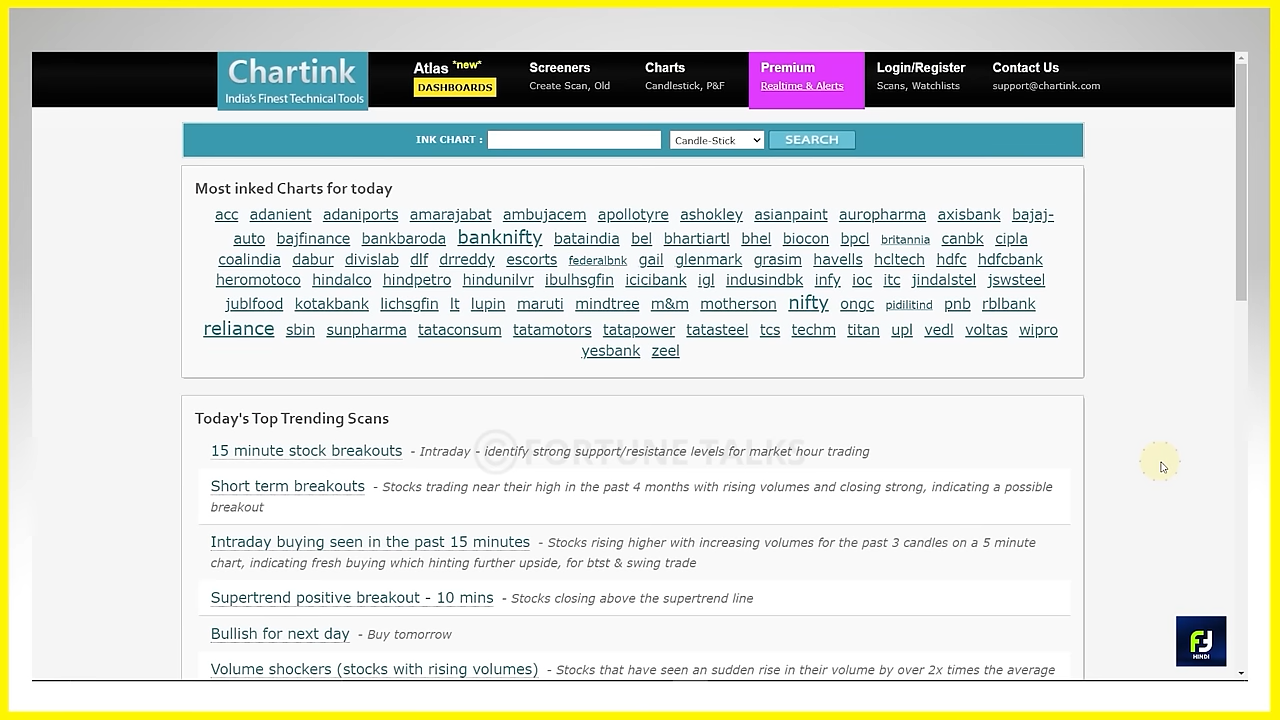 Chartink
India's Finest Technical Tools
Atlas *new*
DASHBOARDS
Screeners
Create Scan, Old
Charts
Candlestick, P&F
Premium
Realtime & Alerts
Login/Register
Scans, Watchlists
Contact Us
support@chartink.com
INK CHART : Candle-Stick SEARCH
Most inked Charts for today
acc adanient adaniports amarajabat ambujacem apollotyre ashokley asianpaint auropharma axisbank bajaj-
auto bajfinance bankbaroda banknifty bataindia bel bhartiartl bhel biocon bpcl britannia canbk cipla
coalindia dabur divislab dlf drreddy escorts federalbnk gail glenmark grasim havells hcltech hdfc hdfcbank
heromotoco hindalco hindpetro hindunilvr ibulhsgfin icicibank igl indusindbk infy ioc itc jindalstel jswsteel
jublfood kotakbank lichsgfin lt lupin maruti mindtree m&m motherson nifty ongc pidilitind pnb rblbank
reliance sbin sunpharma tataconsum tatamotors tatapower tatasteel tcs techm titan upl vedl voltas wipro
yesbank zeel
Today's Top Trending Scans
15 minute stock breakouts - Intraday - identify strong support/resistance levels for market hour trading
©FORTUNE TALKS
Short term breakouts - Stocks trading near their high in the past 4 months with rising volumes and closing strong, indicating a possible
breakout
Intraday buying seen in the past 15 minutes - Stocks rising higher with increasing volumes for the past 3 candles on a 5 minute
chart, indicating fresh buying which hinting further upside, for btst & swing trade
Supertrend positive breakout - 10 mins - Stocks closing above the supertrend line
Bullish for next day - Buy tomorrow
Volume shockers (stocks with rising volumes) - Stocks that have seen an sudden rise in their volume by over 2x times the average
HINDI